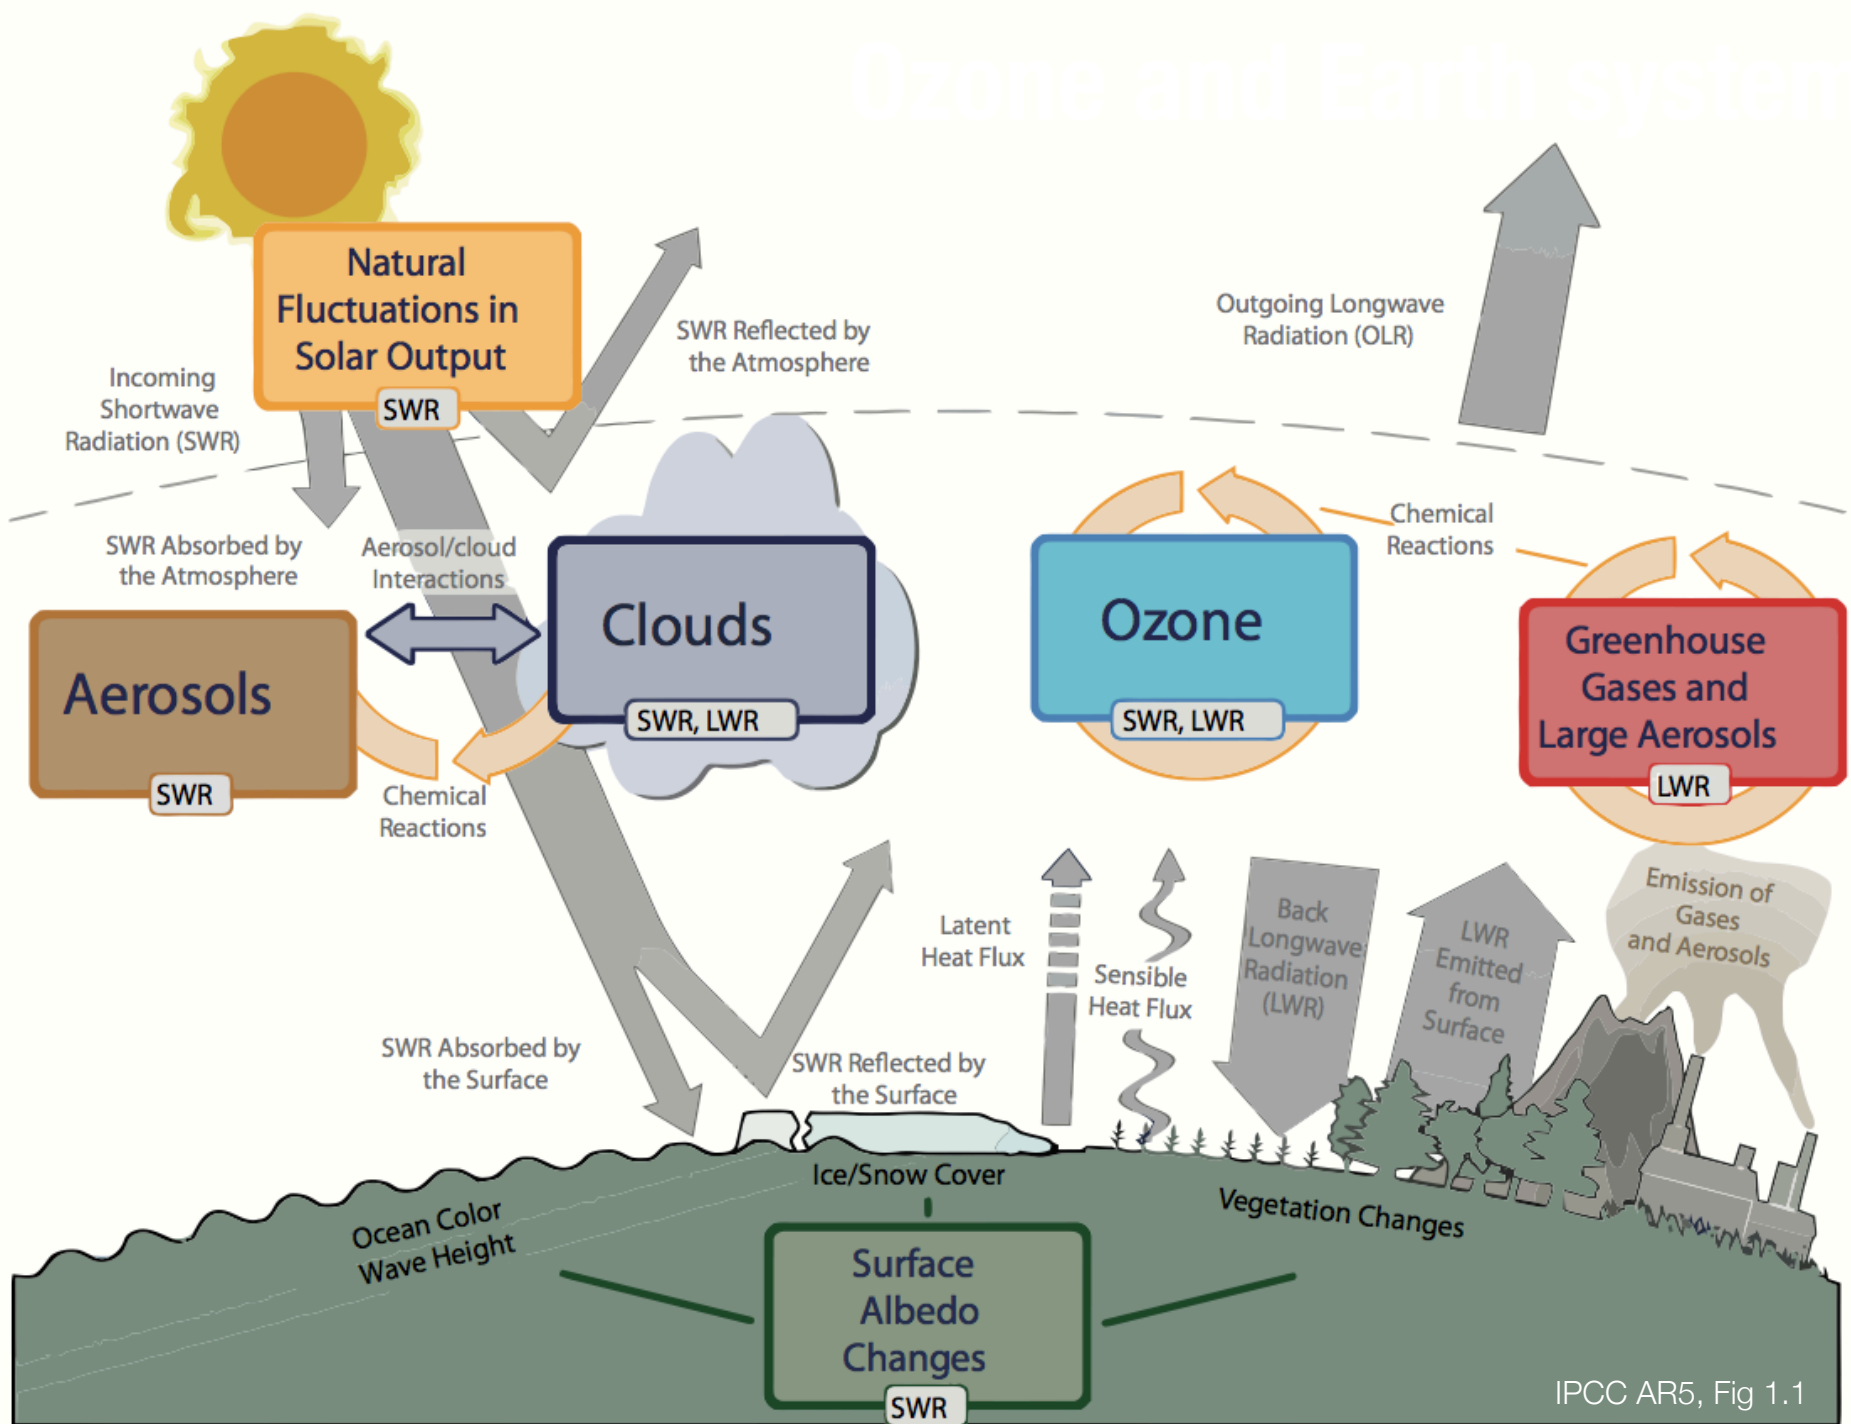 Ozone and Earth system
Natural
Fluctuations in
Solar Output
SWR
Incoming
Shortwave
Radiation (SWR)
SWR Reflected by
the Atmosphere
Outgoing Longwave
Radiation (OLR)
SWR Absorbed by
the Atmosphere
Aerosol/cloud
Interactions
Chemical
Reactions
Aerosols
SWR
Clouds
SWR, LWR
Ozone
SWR, LWR
Greenhouse
Gases and
Large Aerosols
LWR
Chemical
Reactions
Emission of
Gases
and Aerosols
Latent
Heat Flux
Sensible
Heat Flux
Back
Longwave
Radiation
(LWR)
LWR
Emitted
from
Surface
SWR Absorbed by
the Surface
SWR Reflected by
the Surface
Ice/Snow Cover
Ocean Color
Wave Height
Vegetation Changes
Surface
Albedo
Changes
SWR
IPCC AR5, Fig 1.1